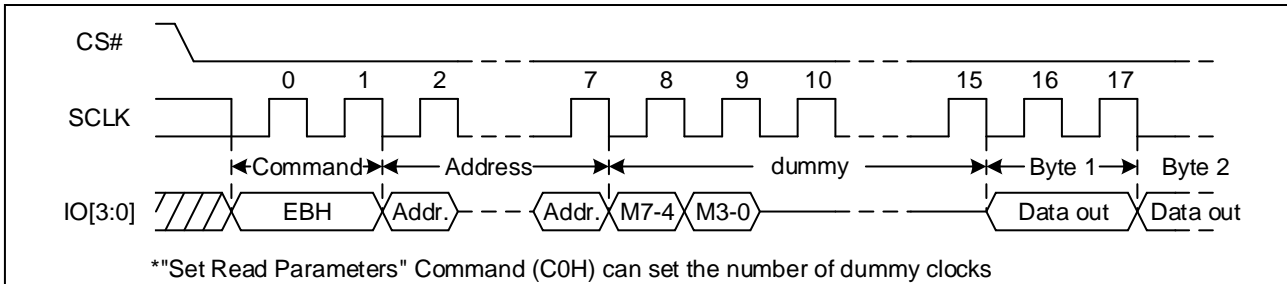 CS#
0 1 2 7 8 9 10 15 16 17
SCLK
Command Address dummy Byte 1 Byte 2
IO[3:0] EBH Addr. Addr. M7-4 M3-0 Data out Data out
*"Set Read Parameters" Command (C0H) can set the number of dummy clocks